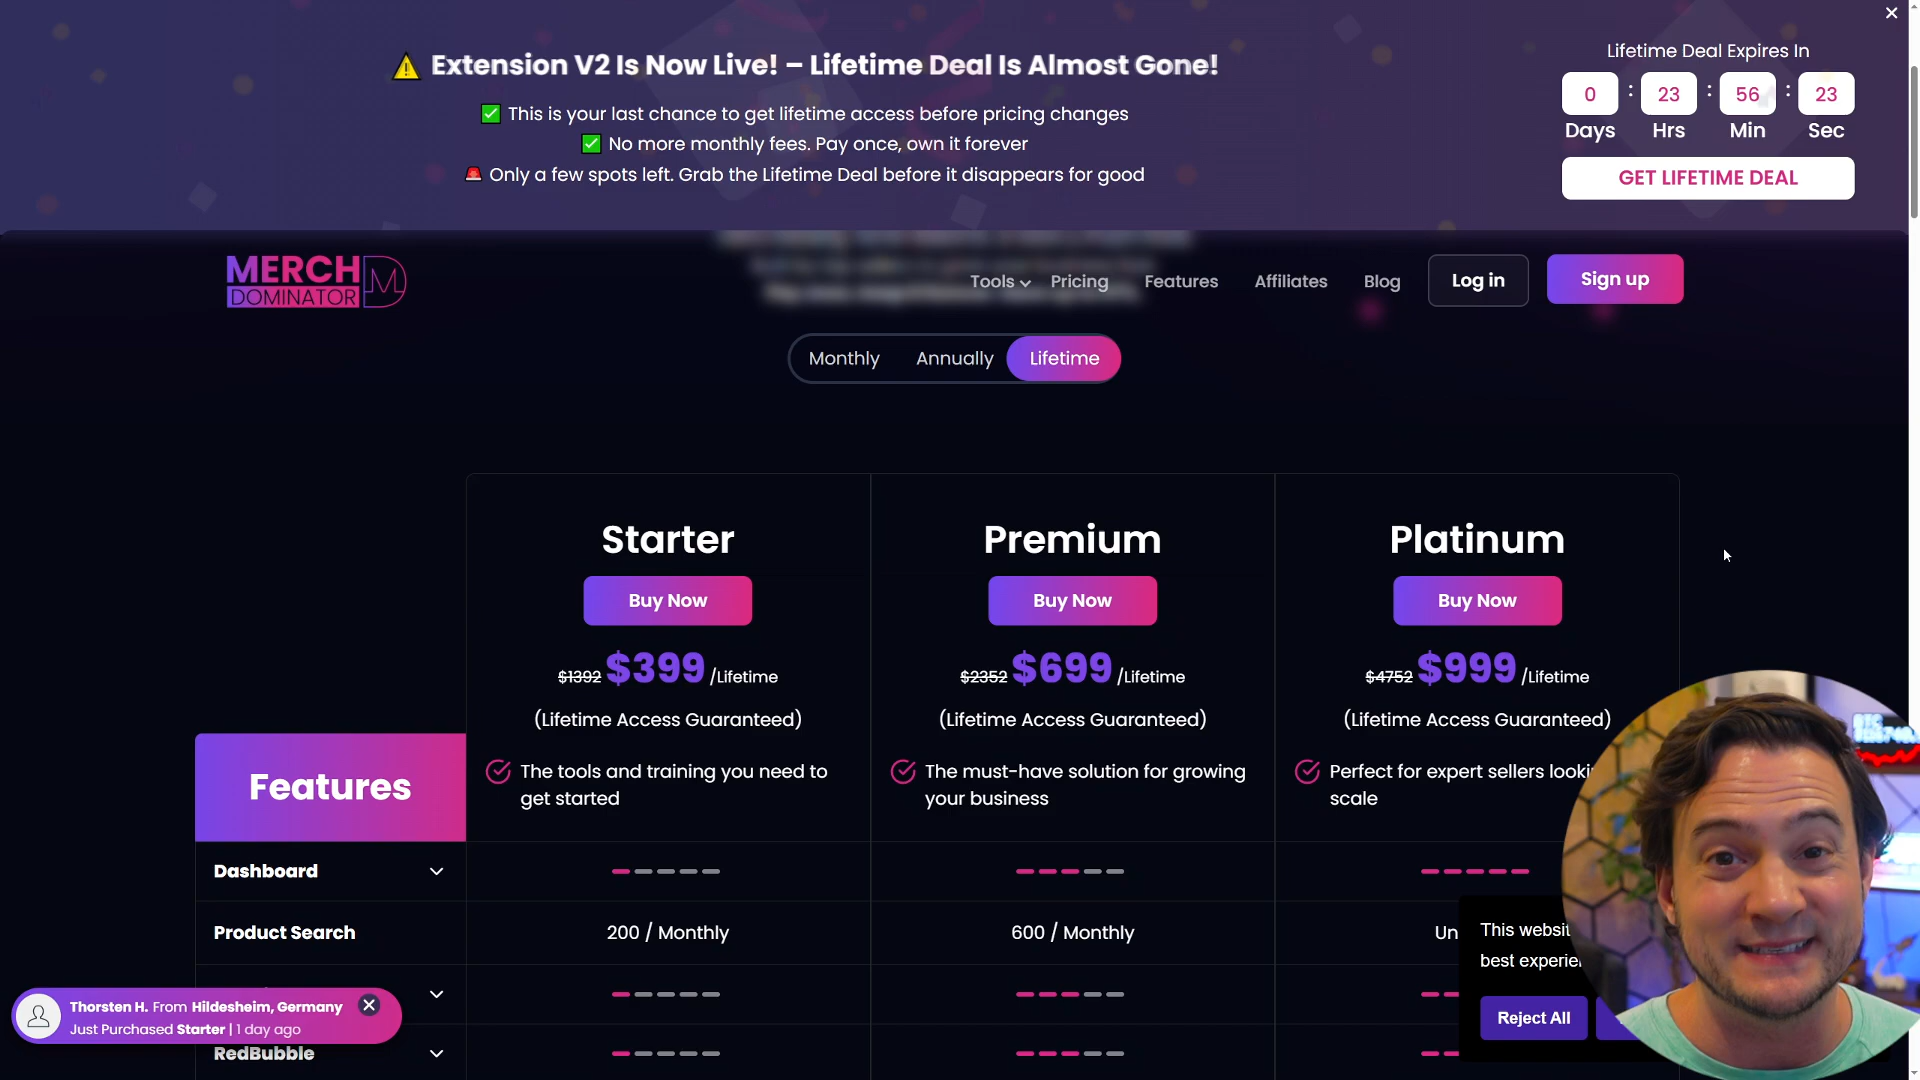 Extension V2 Is Now Live! – Lifetime Deal Is Almost Gone!
This is your last chance to get lifetime access before pricing changes
No more monthly fees. Pay once, own it forever
Only a few spots left. Grab the Lifetime Deal before it disappears for good
Lifetime Deal Expires In
0 : 23 : 56 : 23
Days Hrs Min Sec
GET LIFETIME DEAL
MERCH
DOMINATOR
Tools Pricing Features Affiliates Blog Log in Sign up
Monthly Annually Lifetime
Starter Premium Platinum
Buy Now Buy Now Buy Now
$1392 $399 /Lifetime $2352 $699 /Lifetime $4752 $999 /Lifetime
(Lifetime Access Guaranteed) (Lifetime Access Guaranteed) (Lifetime Access Guaranteed)
Features
The tools and training you need to
get started
The must-have solution for growing
your business
Perfect for expert sellers
scale
Dashboard
Product Search 200 / Monthly 600 / Monthly
RedBubble
Thorsten H. From Hildesheim, Germany
Just Purchased Starter | 1 day ago
This
best
Reject All